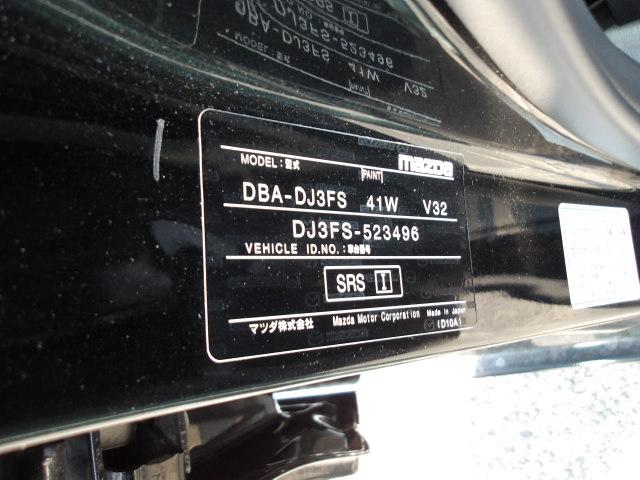 mazda
MODEL: 型式 PAINT
DBA-DJ3FS 41W V32
DJ3FS-523496
VEHICLE ID.NO.: 車台番号
SRS I
マツダ株式会社 Mazda Motor Corporation Made in Japan
(D10A)